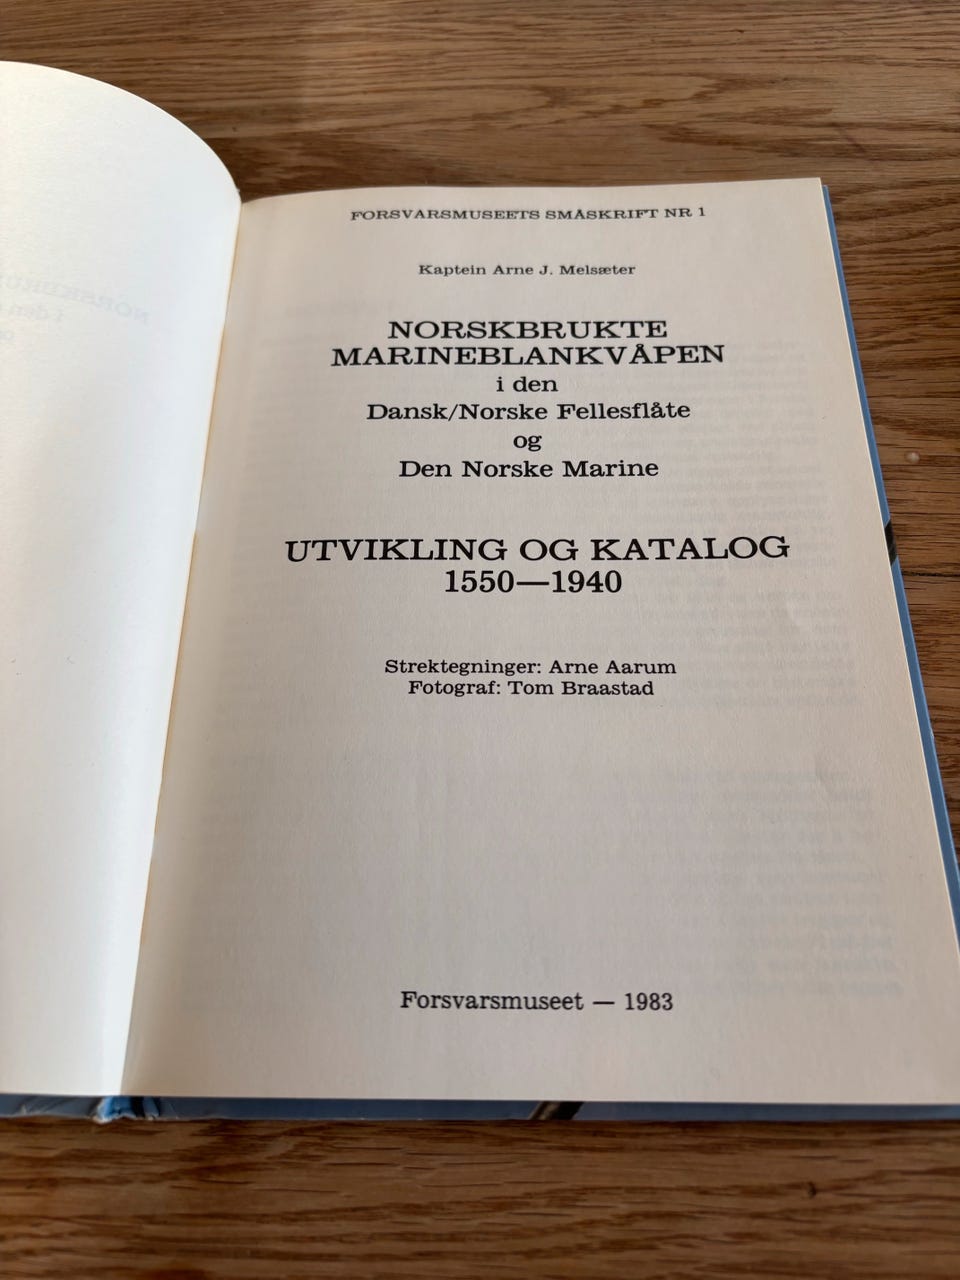 FORSVARSMUSEETS SMÅSKRIFT NR 1
Kaptein Arne J. Melsæter
NORSKBRUKTE
MARINEBLANKVÅPEN
i den
Dansk/Norske Fellesflåte
og
Den Norske Marine
UTVIKLING OG KATALOG
1550—1940
Strektegninger: Arne Aarum
Fotograf: Tom Braastad
Forsvarsmuseet — 1983